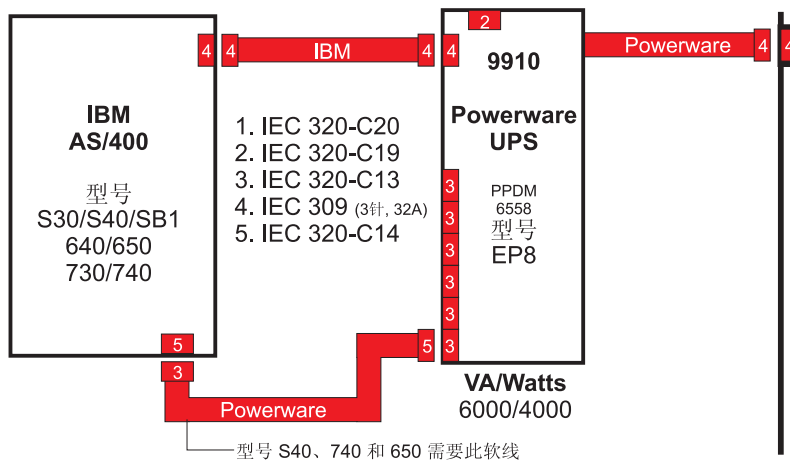 4
4
IBM
4
4
2
9910
Powerware
4
4
IBM
AS/400
型号
S30/S40/SB1
640/650
730/740
1. IEC 320-C20
2. IEC 320-C19
3. IEC 320-C13
4. IEC 309 (3针, 32A)
5. IEC 320-C14
Powerware
UPS
PPDM
6558
型号
EP8
3
3
3
3
3
3
5
3
5
Powerware
VA/Watts
6000/4000
型号 S40、740 和 650 需要此软线